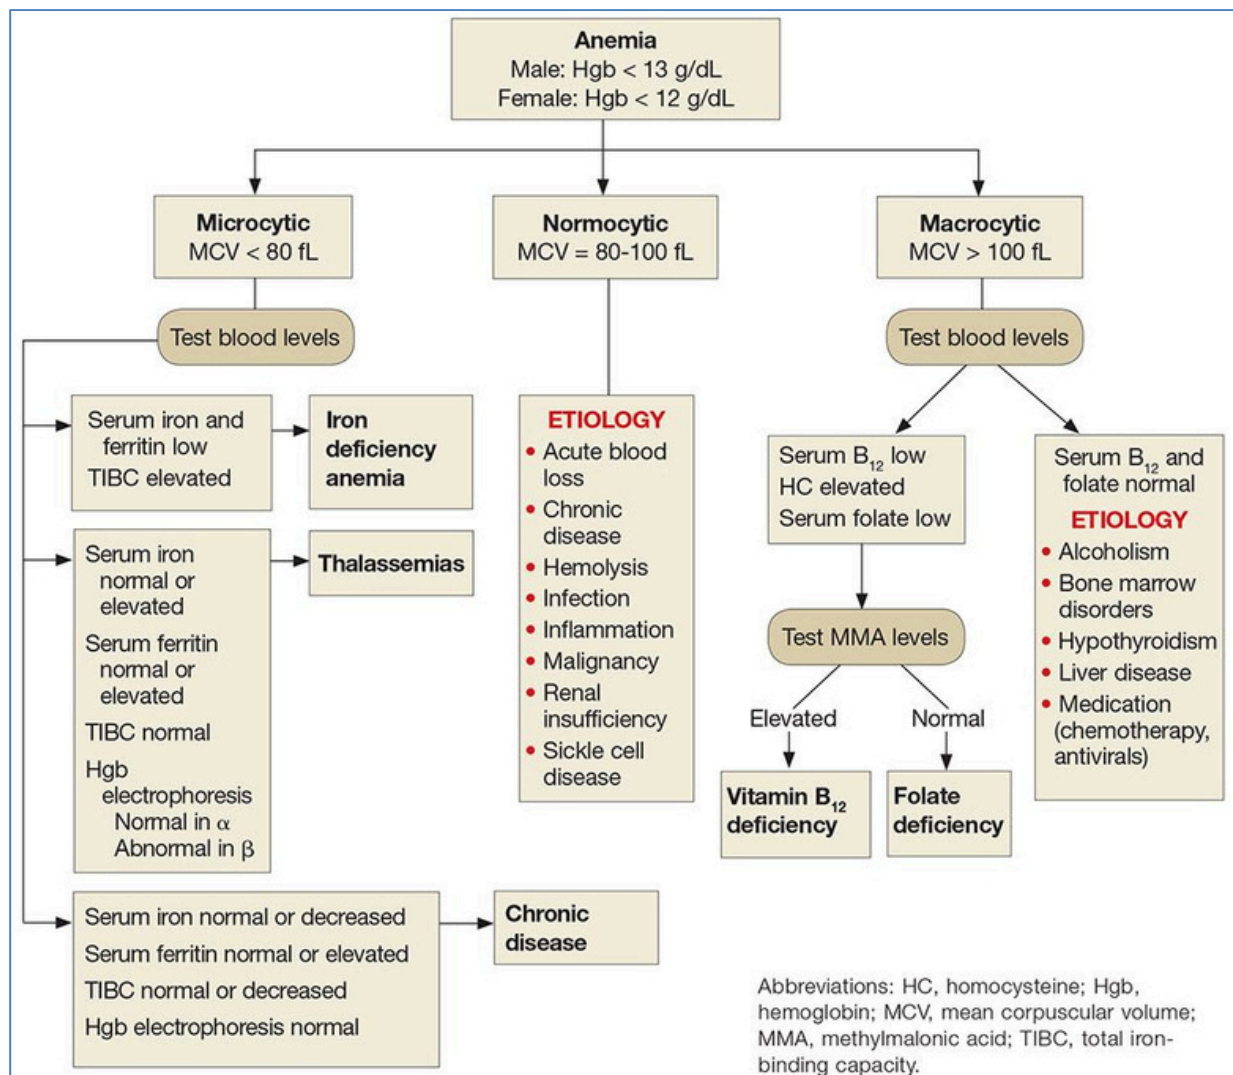 Anemia
Male: Hgb < 13 g/dL
Female: Hgb < 12 g/dL
Microcytic
MCV < 80 fL
Normocytic
MCV = 80-100 fL
Macrocytic
MCV > 100 fL
Test blood levels
Test blood levels
Serum iron and
ferritin low
TIBC elevated
Iron
deficiency
anemia
Serum iron
normal or
elevated
Serum ferritin
normal or
elevated
TIBC normal
Hgb
electrophoresis
Normal in α
Abnormal in β
Thalassemias
Serum iron normal or decreased
Serum ferritin normal or elevated
TIBC normal or decreased
Hgb electrophoresis normal
Chronic
disease
ETIOLOGY
• Acute blood
loss
• Chronic
disease
• Hemolysis
• Infection
• Inflammation
• Malignancy
• Renal
insufficiency
• Sickle cell
disease
Serum B₁₂ low
HC elevated
Serum folate low
Test MMA levels
Elevated
Normal
Vitamin B₁₂
deficiency
Folate
deficiency
Serum B₁₂ and
folate normal
ETIOLOGY
• Alcoholism
• Bone marrow
disorders
• Hypothyroidism
• Liver disease
• Medication
(chemotherapy,
antivirals)
Abbreviations: HC, homocysteine; Hgb,
hemoglobin; MCV, mean corpuscular volume;
MMA, methylmalonic acid; TIBC, total iron-
binding capacity.